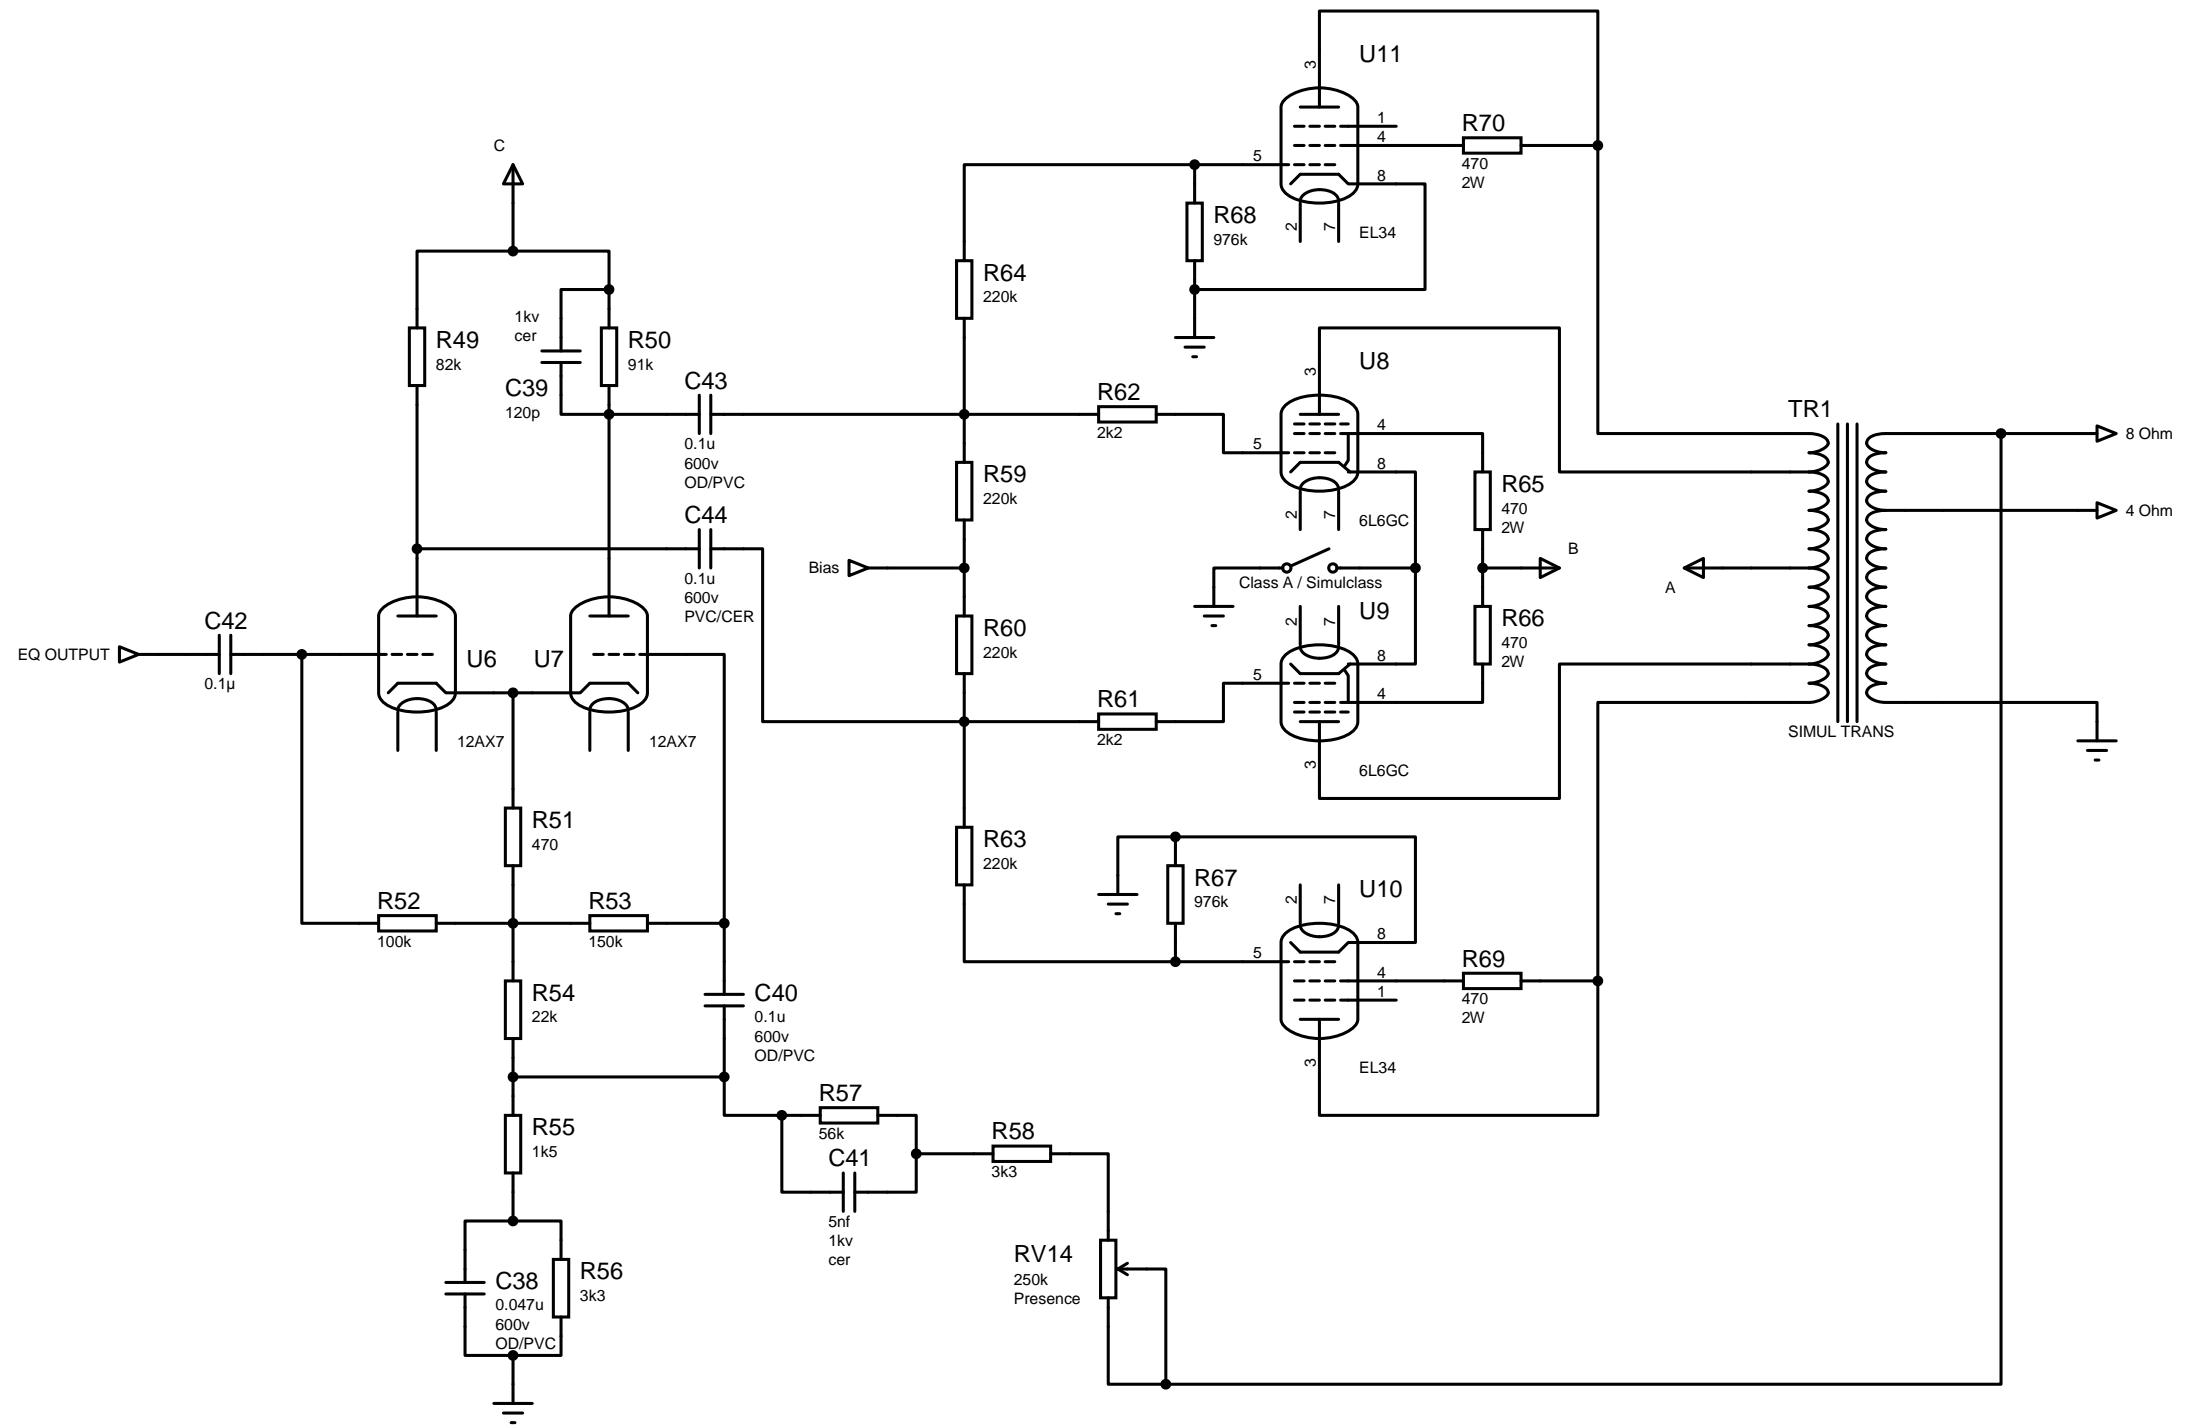 U11
3
1
4
5
8
2
7
EL34
R70
470
2W
C
R68
976k
R64
220k
1kv
cer
R49
82k
R50
91k
C39
120p
C43
0.1u
600v
OD/PVC
R62
2k2
U8
3
4
5
8
2
7
6L6GC
R65
470
2W
TR1
8 Ohm
4 Ohm
R59
220k
C44
0.1u
600v
PVC/CER
Bias
Class A / Simulclass
B
A
C42
0.1µ
EQ OUTPUT
U6
U7
12AX7
12AX7
R60
220k
U9
2
7
8
5
4
3
6L6GC
R66
470
2W
R61
2k2
SIMUL TRANS
R51
470
R63
220k
R67
976k
U10
2
7
8
5
4
1
3
EL34
R69
470
2W
R52
100k
R53
150k
R54
22k
C40
0.1u
600v
OD/PVC
R55
1k5
R57
56k
C41
5nf
1kv
cer
R58
3k3
RV14
250k
Presence
C38
0.047u
600v
OD/PVC
R56
3k3